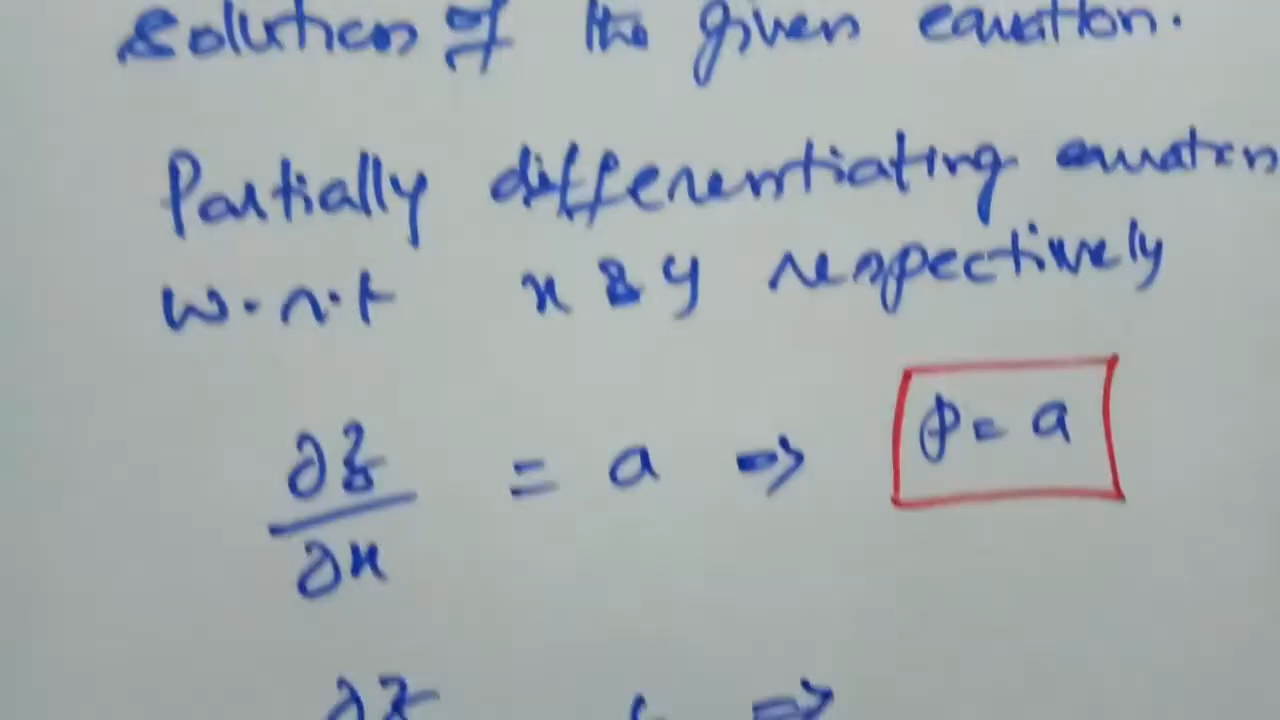 solution of the given equation.
Partially differentiating equation
w.r.t x & y respectively
∂z/∂x = a ⇒ p = a
∂z ⇒